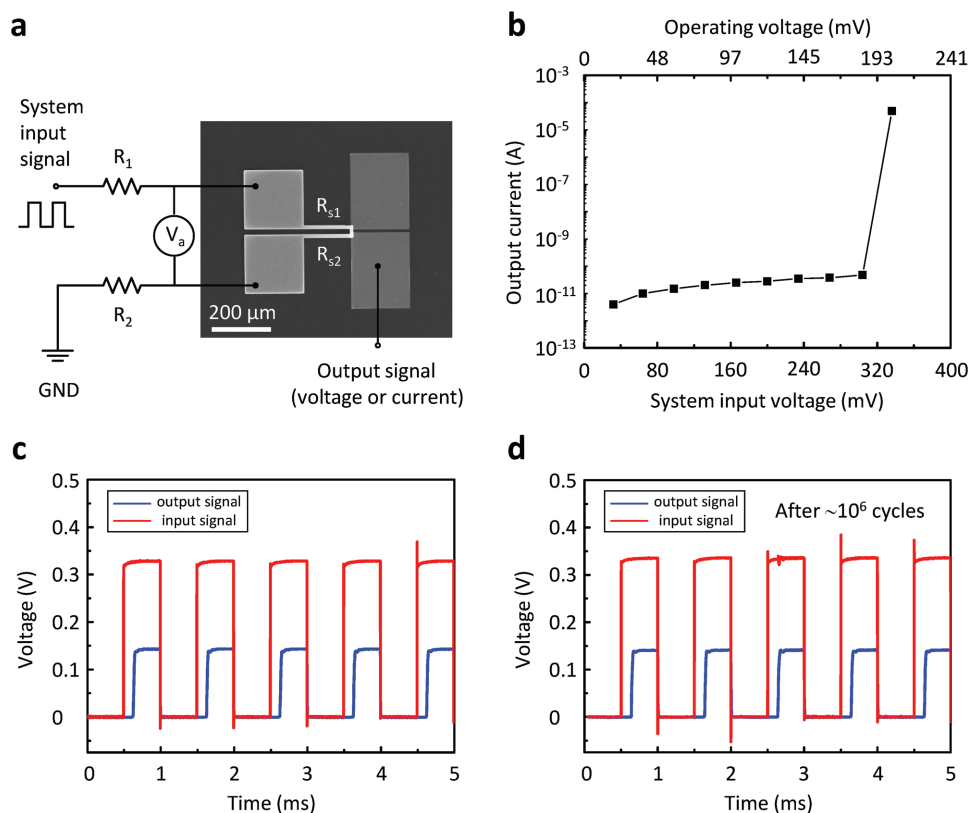 a
System
input
signal
R1
Va
R2
GND
Rs1
Rs2
200 μm
Output signal
(voltage or current)
b
Operating voltage (mV)
0 48 97 145 193 241
Output current (A)
10-3
10-5
10-7
10-9
10-11
10-13
0 80 160 240 320 400
System input voltage (mV)
c
Voltage (V)
0.5
0.4
0.3
0.2
0.1
0
output signal
input signal
0 1 2 3 4 5
Time (ms)
d
Voltage (V)
0.5
0.4
0.3
0.2
0.1
0
output signal
input signal
After ~10⁶ cycles
0 1 2 3 4 5
Time (ms)